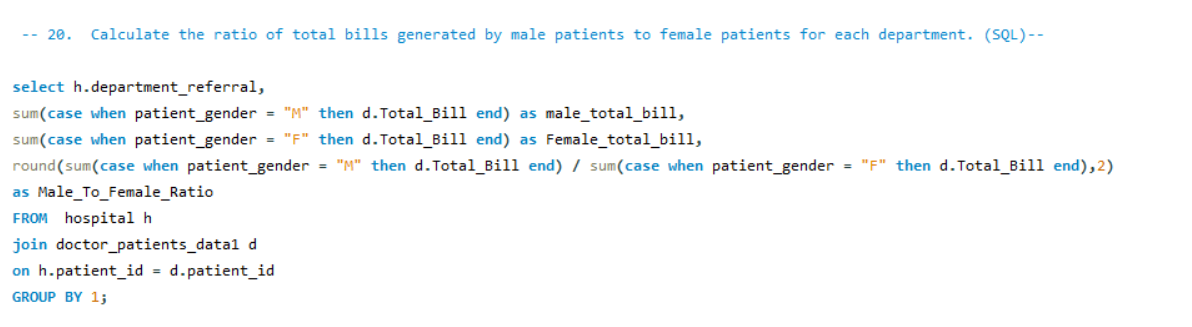 -- 20.  Calculate the ratio of total bills generated by male patients to female patients for each department. (SQL)--
select h.department_referral,
sum(case when patient_gender = "M" then d.Total_Bill end) as male_total_bill,
sum(case when patient_gender = "F" then d.Total_Bill end) as Female_total_bill,
round(sum(case when patient_gender = "M" then d.Total_Bill end) / sum(case when patient_gender = "F" then d.Total_Bill end),2)
as Male_To_Female_Ratio
FROM  hospital h
join doctor_patients_data1 d
on h.patient_id = d.patient_id
GROUP BY 1;